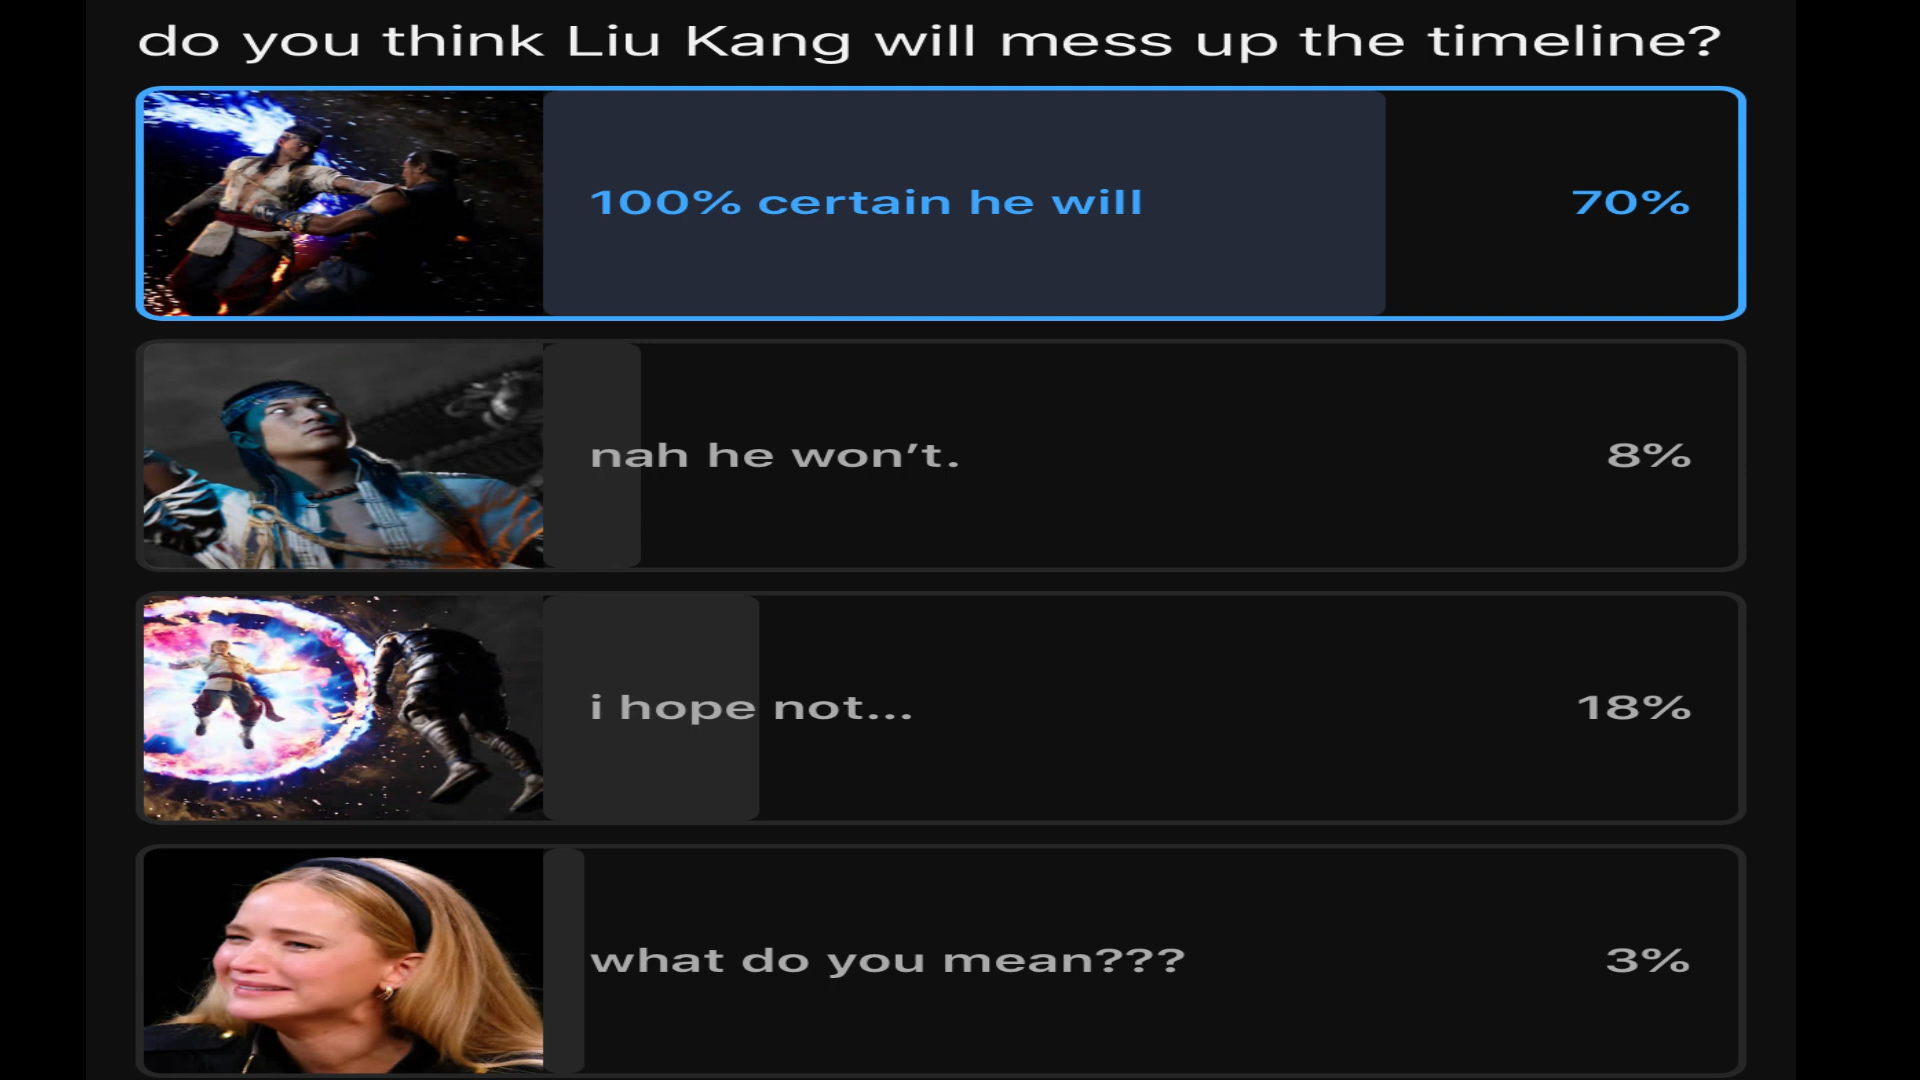 do you think Liu Kang will mess up the timeline?
100% certain he will 70%
nah he won’t. 8%
i hope not... 18%
what do you mean??? 3%